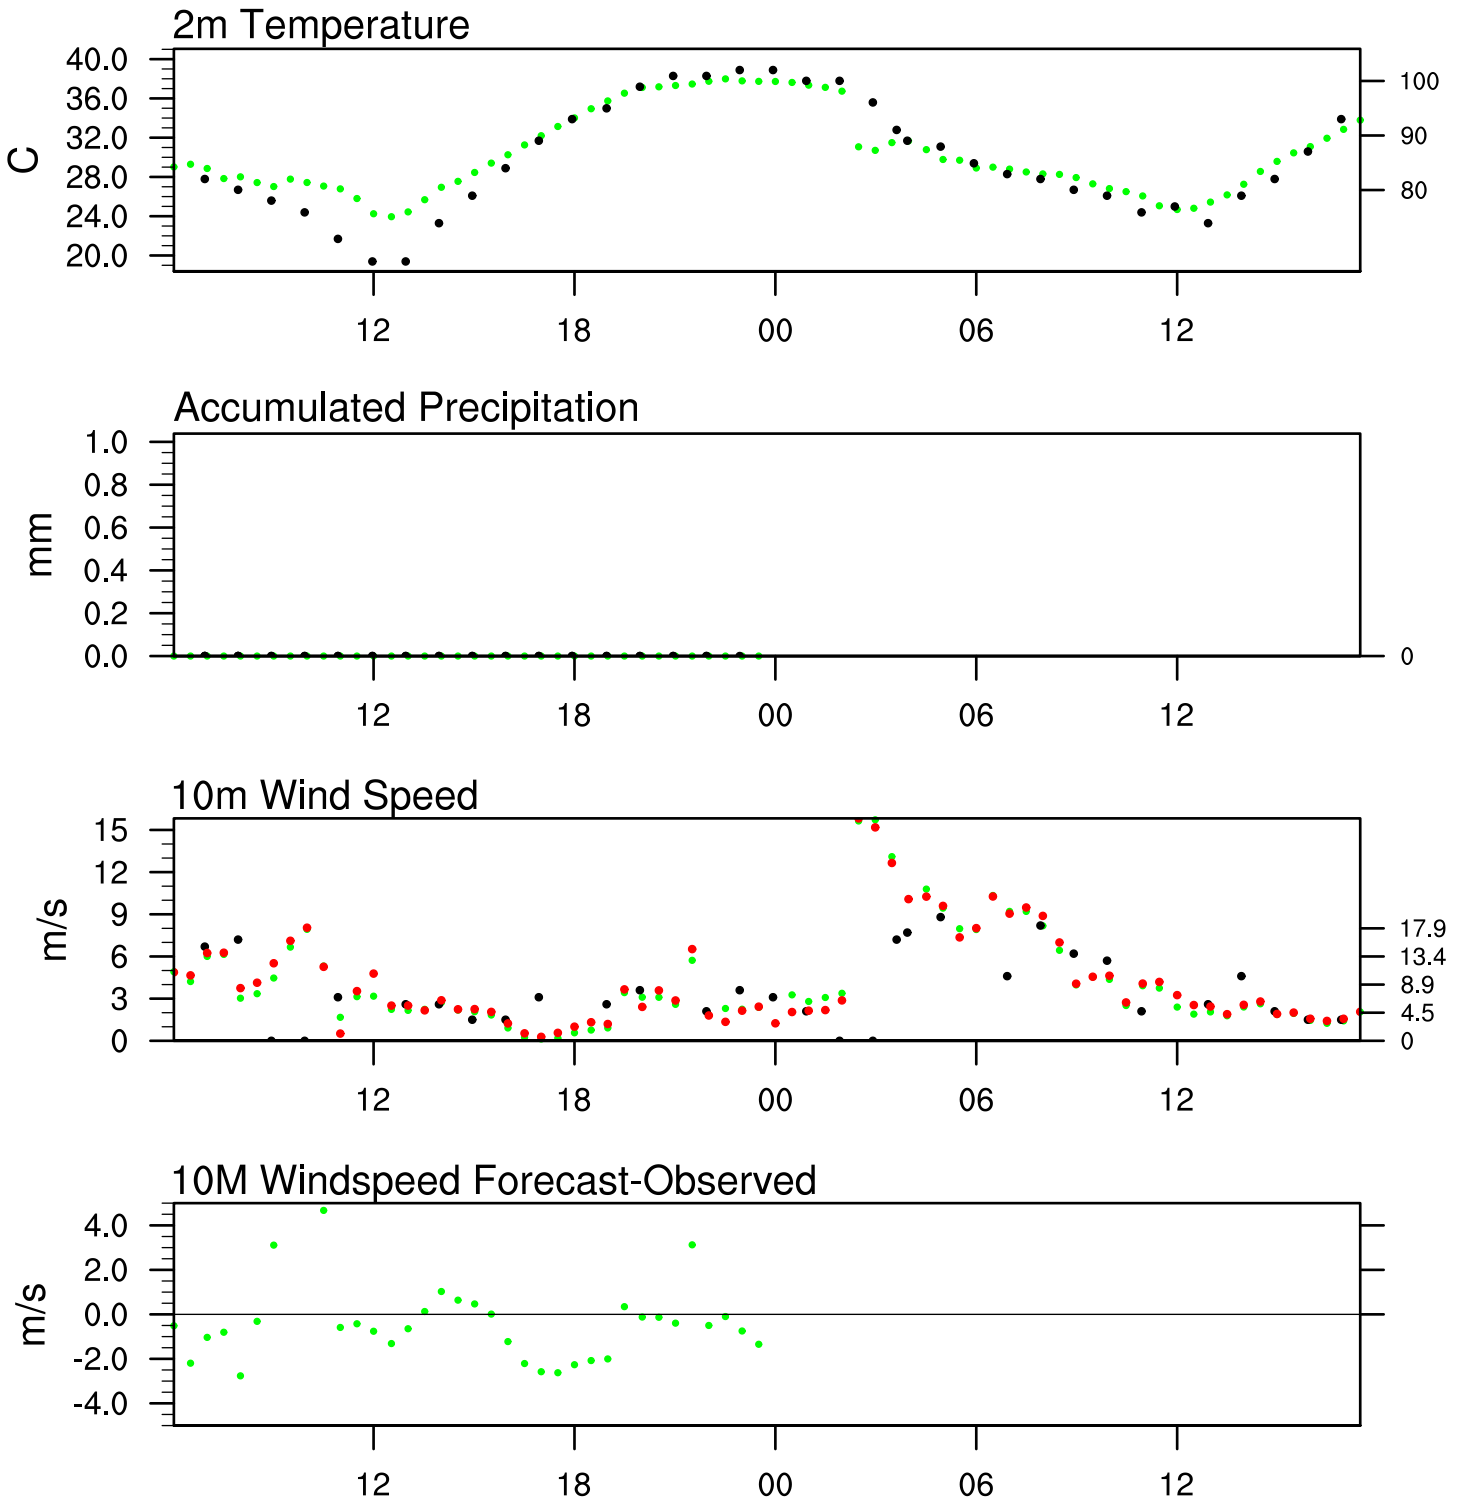 2m Temperature
40.0
36.0
32.0
28.0
24.0
20.0
C
100
90
80
12 18 00 06 12
Accumulated Precipitation
1.0
0.8
0.6
0.4
0.2
0.0
mm
0
12 18 00 06 12
10m Wind Speed
15
12
9
6
3
0
m/s
17.9
13.4
8.9
4.5
0
12 18 00 06 12
10M Windspeed Forecast-Observed
4.0
2.0
0.0
-2.0
-4.0
m/s
12 18 00 06 12